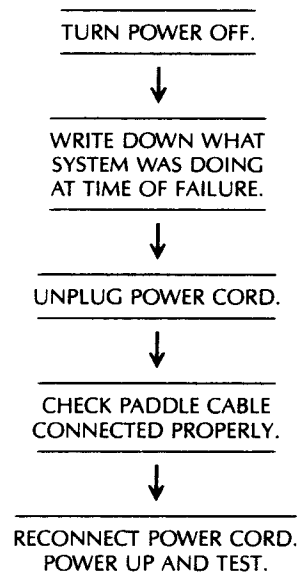 TURN POWER OFF.
WRITE DOWN WHAT
SYSTEM WAS DOING
AT TIME OF FAILURE.
UNPLUG POWER CORD.
CHECK PADDLE CABLE
CONNECTED PROPERLY.
RECONNECT POWER CORD.
POWER UP AND TEST.